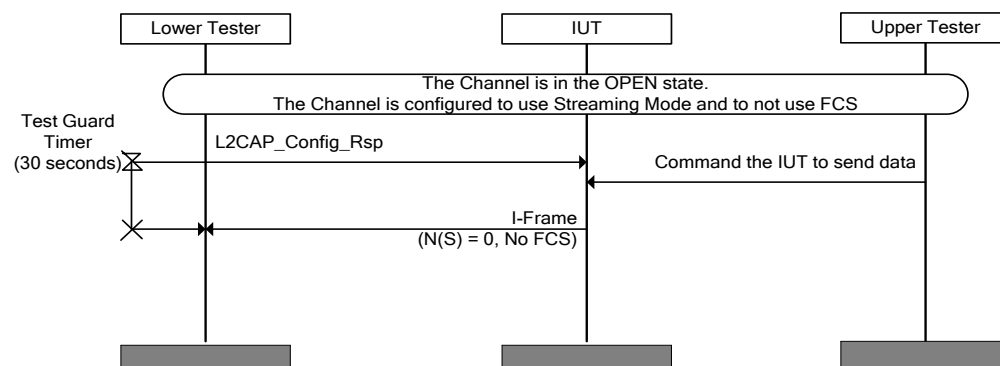 Lower Tester
IUT
Upper Tester
The Channel is in the OPEN state.
The Channel is configured to use Streaming Mode and to not use FCS
Test Guard
Timer
(30 seconds)
L2CAP_Config_Rsp
Command the IUT to send data
I-Frame
(N(S) = 0, No FCS)